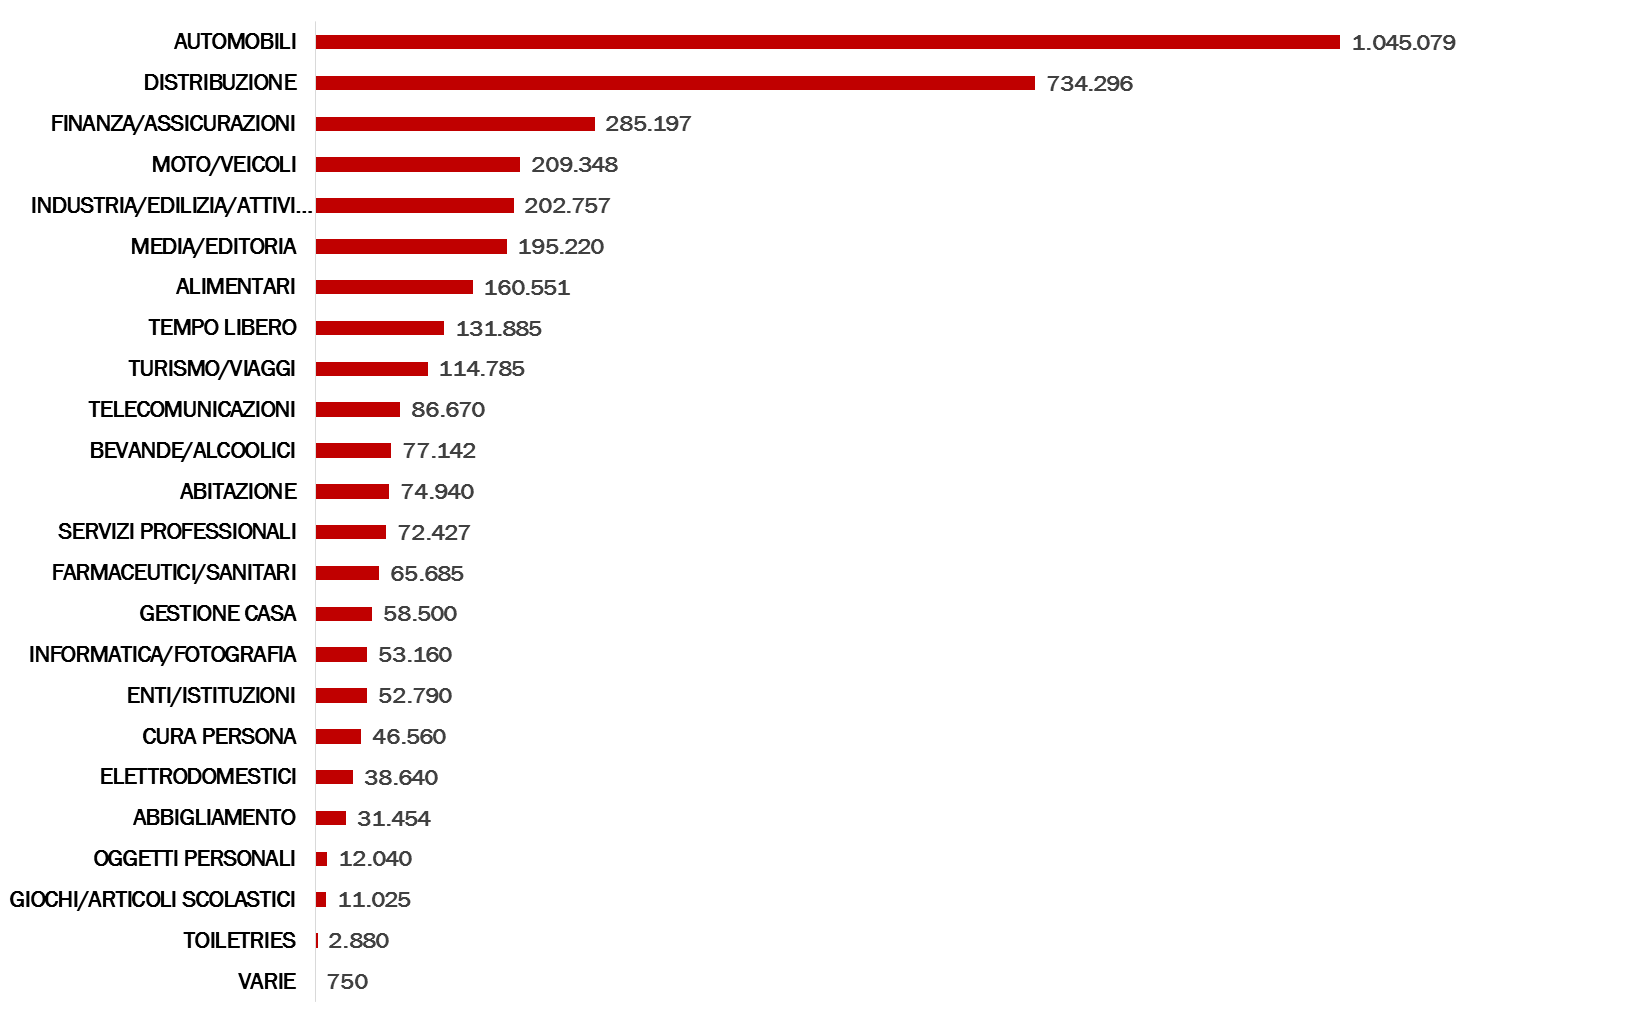 AUTOMOBILI 1.045.079
DISTRIBUZIONE 734.296
FINANZA/ASSICURAZIONI 285.197
MOTO/VEICOLI 209.348
INDUSTRIA/EDILIZIA/ATTIVI... 202.757
MEDIA/EDITORIA 195.220
ALIMENTARI 160.551
TEMPO LIBERO 131.885
TURISMO/VIAGGI 114.785
TELECOMUNICAZIONI 86.670
BEVANDE/ALCOOLICI 77.142
ABITAZIONE 74.940
SERVIZI PROFESSIONALI 72.427
FARMACEUTICI/SANITARI 65.685
GESTIONE CASA 58.500
INFORMATICA/FOTOGRAFIA 53.160
ENTI/ISTITUZIONI 52.790
CURA PERSONA 46.560
ELETTRODOMESTICI 38.640
ABBIGLIAMENTO 31.454
OGGETTI PERSONALI 12.040
GIOCHI/ARTICOLI SCOLASTICI 11.025
TOILETRIES 2.880
VARIE 750